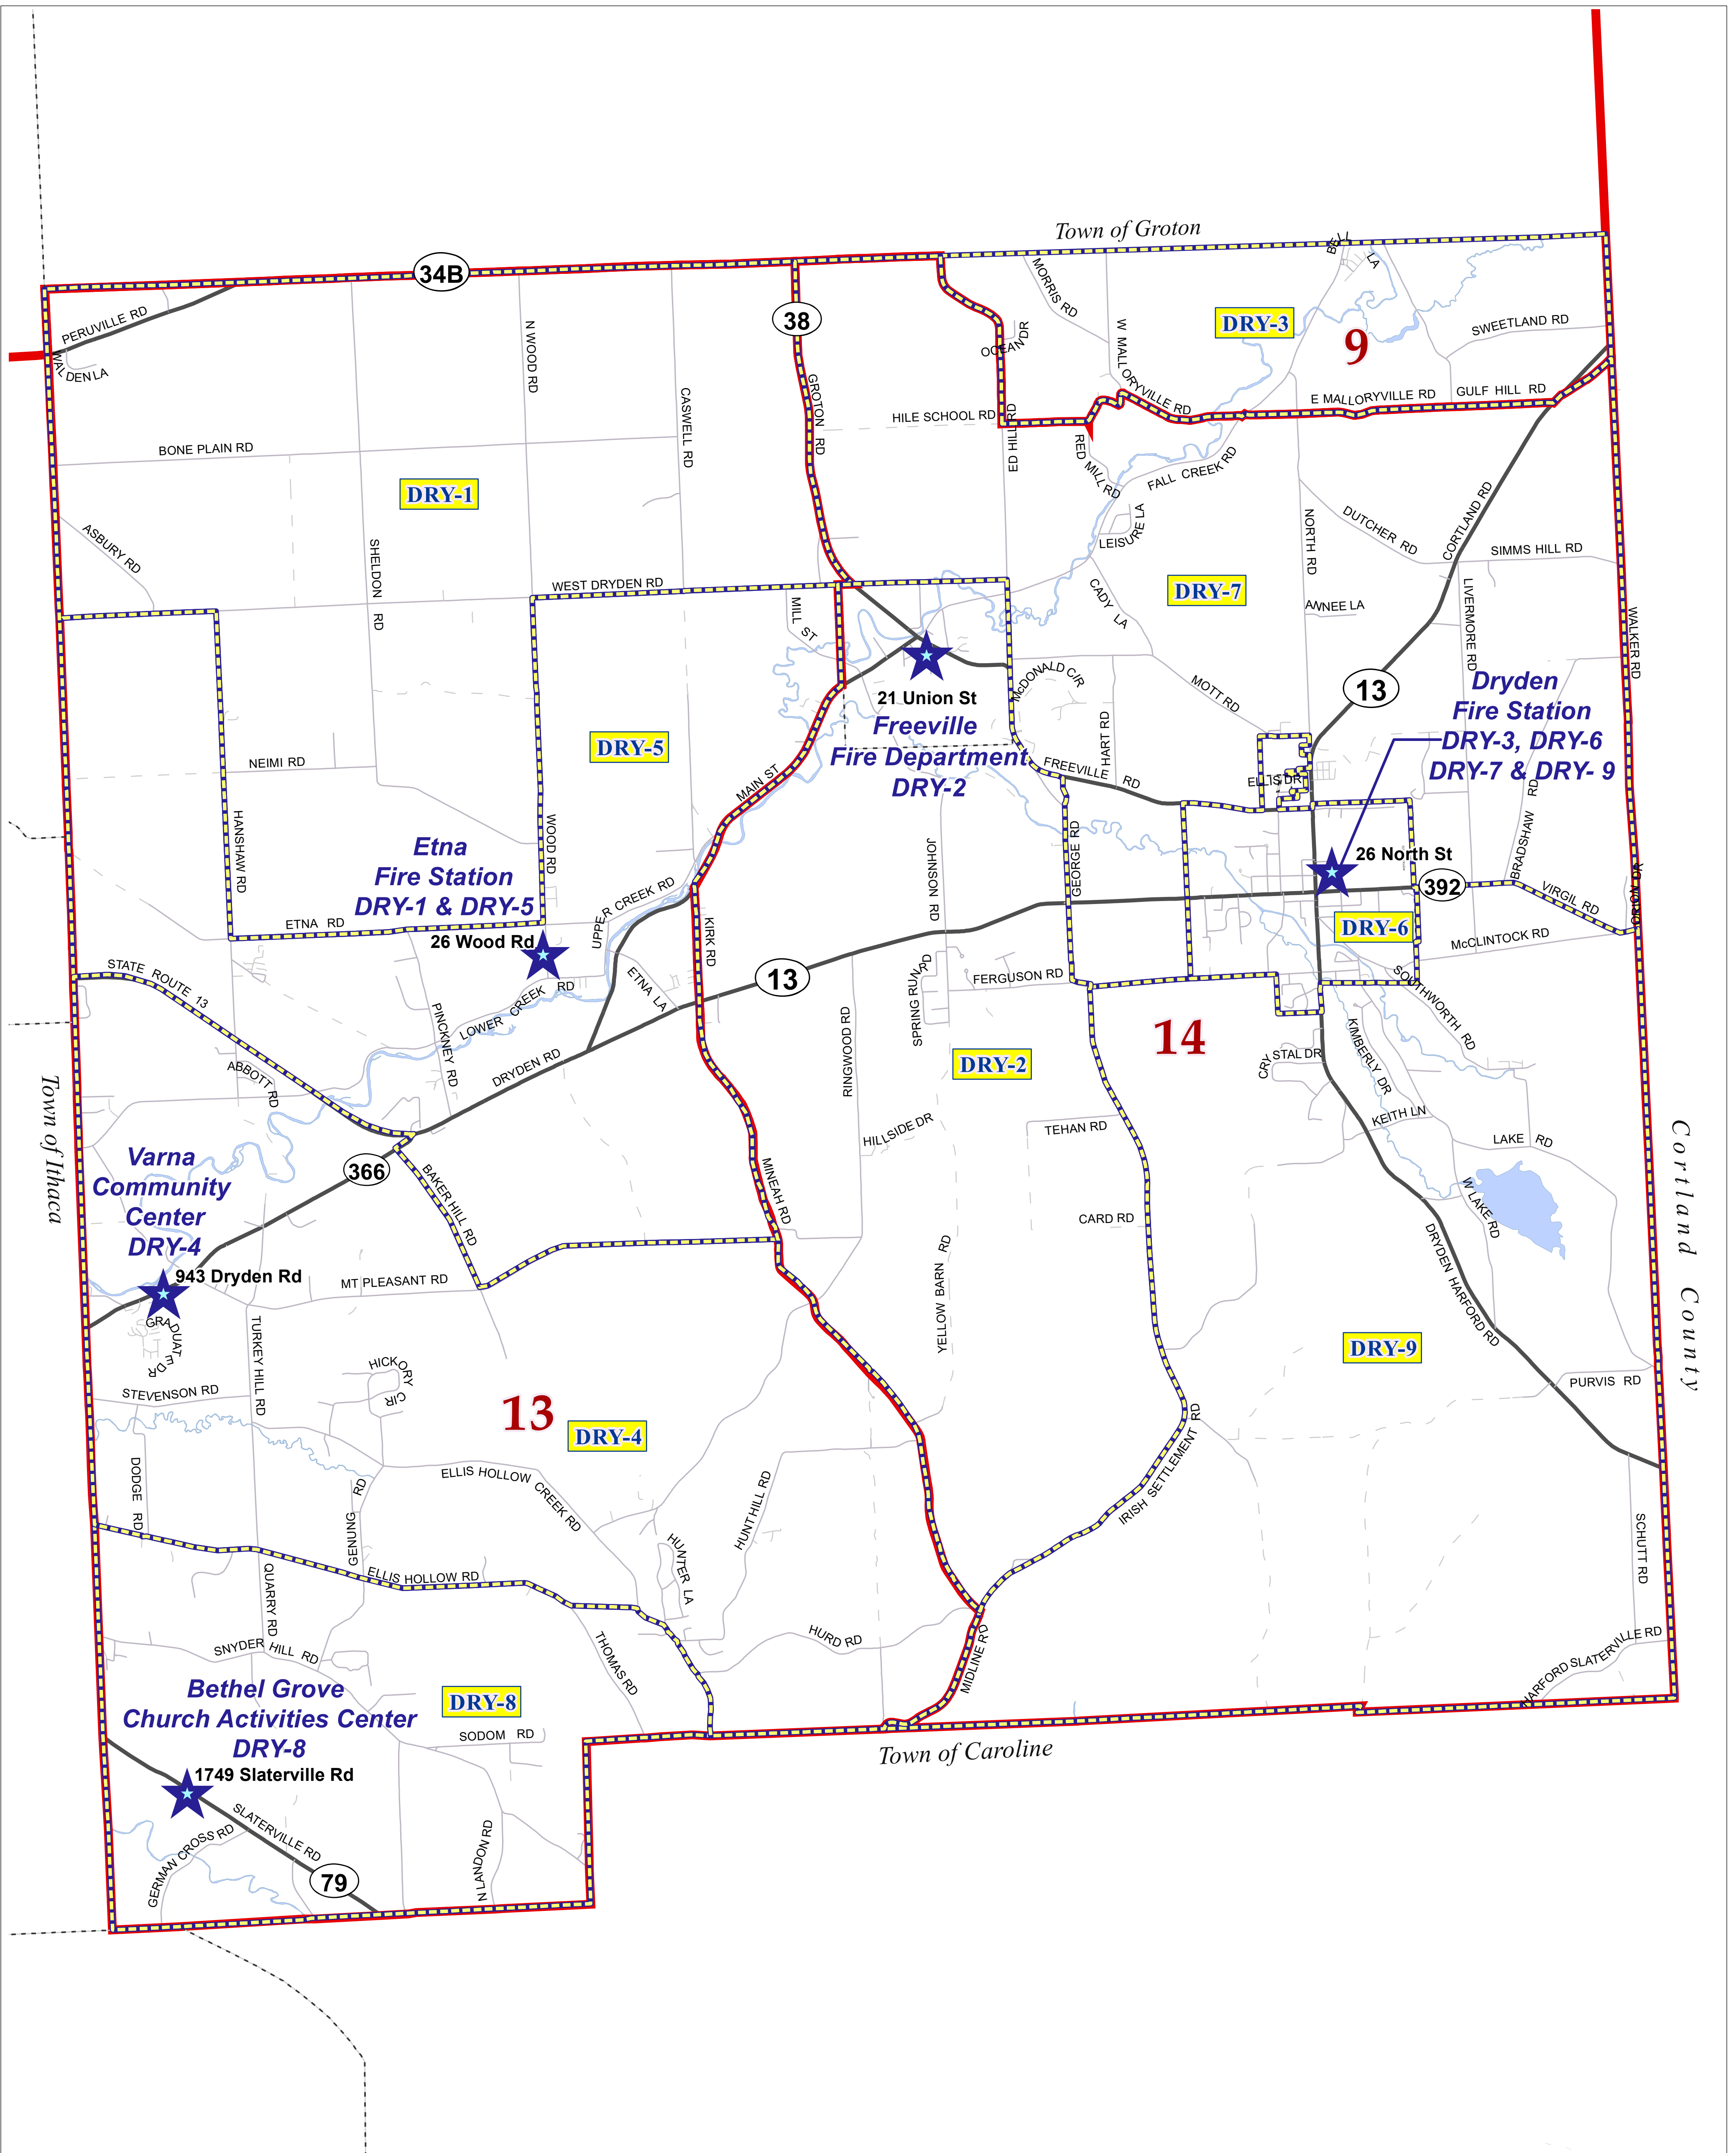 Town of Groton
34B
BELL LA
PERURVILLE RD
WALDEN LA
38
MORRIS RD
OCEAN DR
W MALLORYVILLE RD
DRY-3
9
SWEETLAND RD
N WOOD RD
GROTON RD
CASWELL RD
HILE SCHOOL RD
ED HILL RD
E MALLORYVILLE RD
GULF HILL RD
BONE PLAIN RD
DRY-1
RED MILL RD
FALL CREEK RD
ASBURY RD
SHELDON RD
LEISURE LA
NORTH RD
DUTCHER RD
CORTLAND RD
SIMMS HILL RD
WEST DRYDEN RD
MILL ST
CADY LA
DRY-7
ANNEE LA
LIVERMORE RD
WALKER RD
21 Union St
Freeville
Fire Department
DRY-2
McDONALD CIR
MOTT RD
HART RD
13
Dryden
Fire Station
DRY-3, DRY-6
DRY-7 & DRY- 9
DRY-5
NEIMI RD
MAIN ST
FREEVILLE RD
ELLIS DR
HANSHAW RD
WOOD RD
Etna
Fire Station
DRY-1 & DRY-5
26 Wood Rd
UPPER CREEK RD
JOHNSON RD
GEORGE RD
26 North St
392
BRADSHAW RD
VIRGIL RD
ETNA RD
KIRK RD
DRY-6
McCLINTOCK RD
STATE ROUTE 13
ETNA LA
13
SPRING RUN RD
FERGUSON RD
SOUTHWORTH RD
LOWER CREEK RD
PINCKNEY RD
DRYDEN RD
RINGWOOD RD
DRY-2
14
CRYSTAL DR
KIMBERLY DR
ABBOTT RD
Town of Ithaca
HILLSIDE DR
TEHAN RD
KEITH LN
LAKE RD
Cortland County
Varna
Community
Center
DRY-4
943 Dryden Rd
366
BAKER HILL RD
MINEAH RD
CARD RD
W LAKE RD
YELLOW BARN RD
DRYDEN HARFORD RD
MT PLEASANT RD
GRADUATE DR
TURKEY HILL RD
HICKORY CIR
STEVENSON RD
DRY-9
PURVIS RD
13
DRY-4
IRISH SETTLEMENT RD
DODGE RD
GENUNG RD
ELLIS HOLLOW CREEK RD
HUNT HILL RD
HUNTER LA
SCHUTT RD
ELLIS HOLLOW RD
QUARRY RD
SNYDER HILL RD
THOMAS RD
HURD RD
MIDLINE RD
HARFORD SLATERVILLE RD
Bethel Grove
Church Activities Center
DRY-8
1749 Slaterville Rd
DRY-8
SODOM RD
Town of Caroline
GERMAN CROSS RD
SLATERVILLE RD
79
N LANDON RD